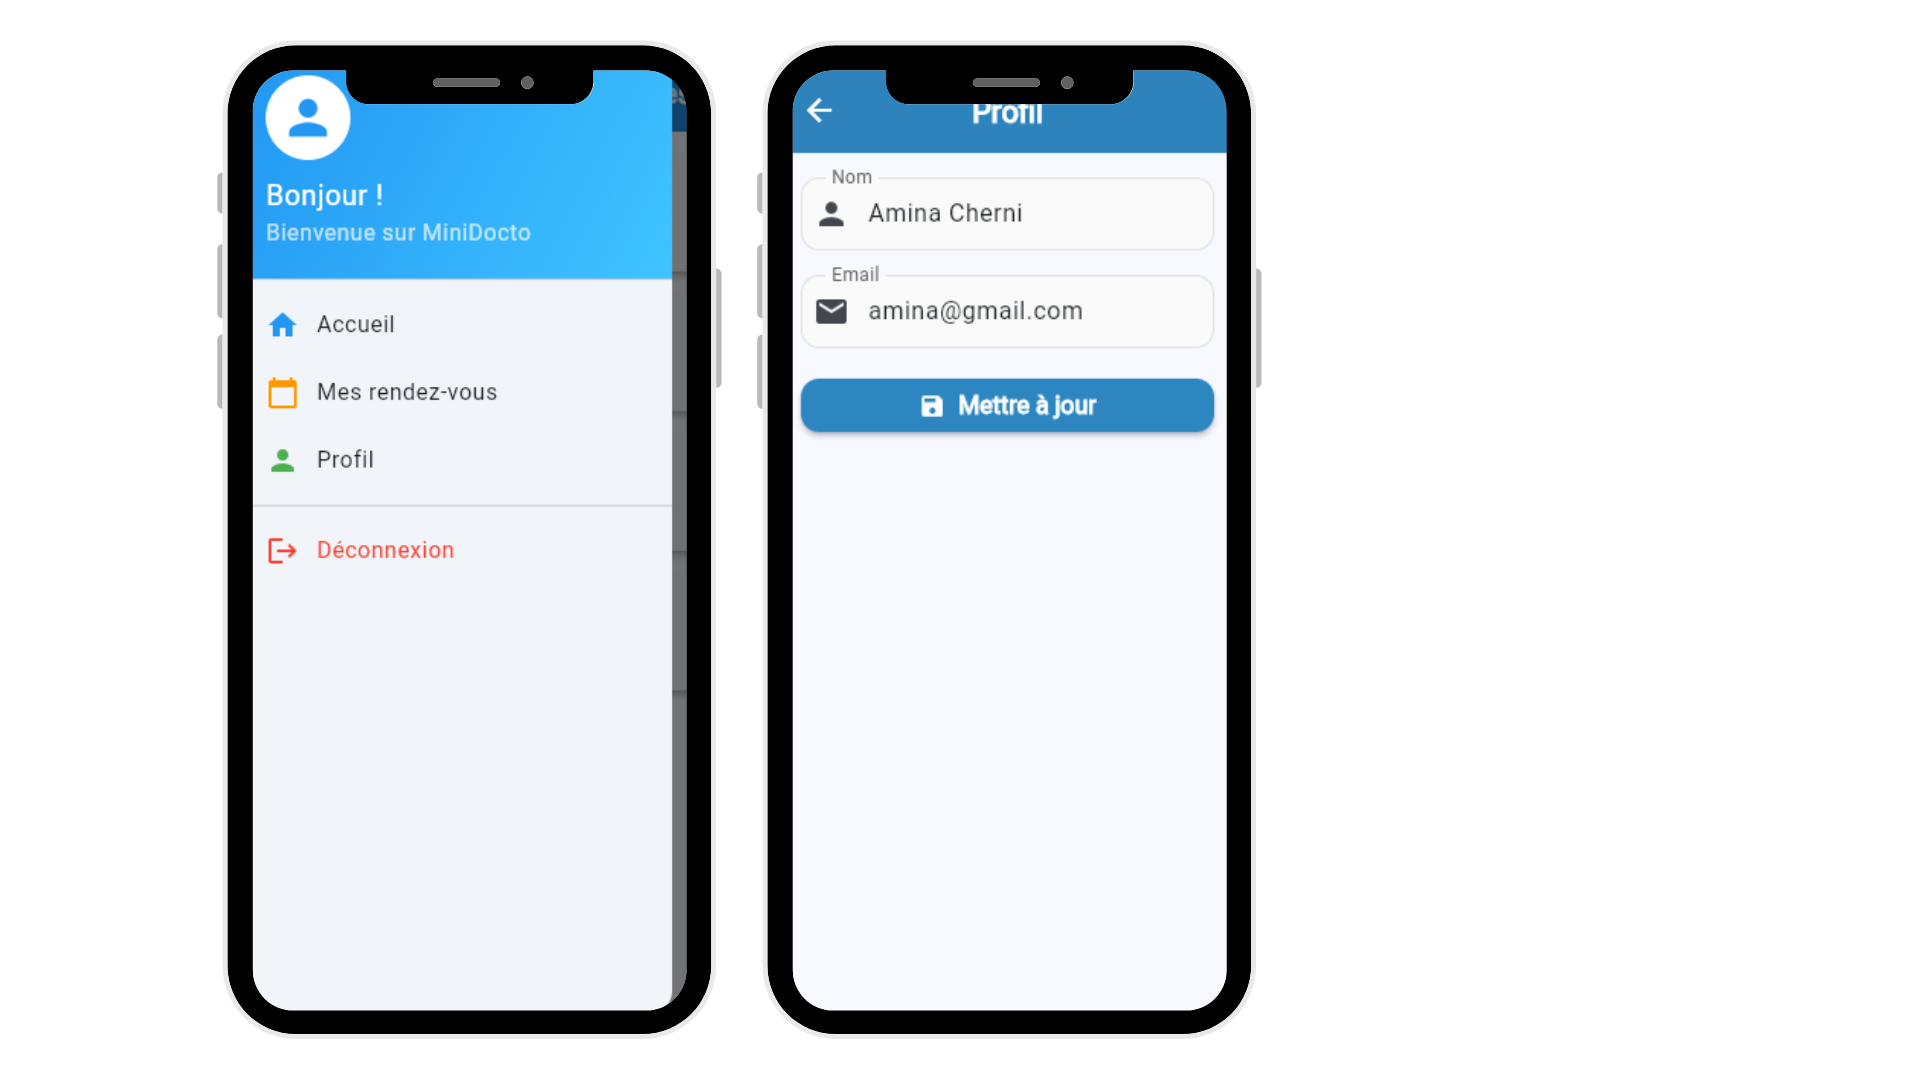 Bonjour !
Bienvenue sur MiniDocto
Accueil
Mes rendez-vous
Profil
Déconnexion
Profil
Nom
Amina Cherni
Email
amina@gmail.com
Mettre à jour